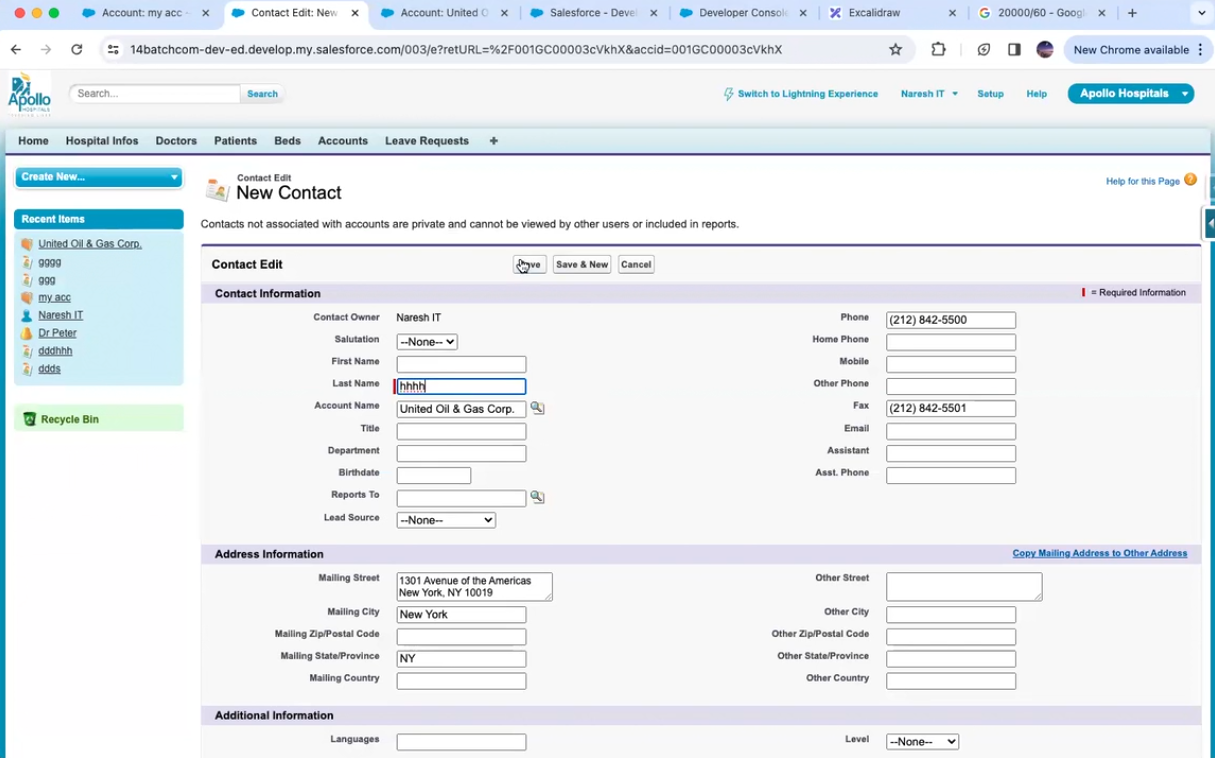 Account: my acc -
Contact Edit: New
Account: United O
Salesforce - Deve
Developer Console
Excalidraw
20000/60 - Goog
14batchcom-dev-ed.develop.my.salesforce.com/003/e?retURL=%2F001GC00003cVkhX&accid=001GC00003cVkhX
New Chrome available
Apollo
HOSPITALS
Search...
Search
Switch to Lightning Experience
Naresh IT
Setup
Help
Apollo Hospitals
Home
Hospital Infos
Doctors
Patients
Beds
Accounts
Leave Requests
+
Create New...
Recent Items
United Oil & Gas Corp.
gggg
ggg
my acc
Naresh IT
Dr Peter
dddhhh
ddds
Recycle Bin
Contact Edit
New Contact
Help for this Page
Contacts not associated with accounts are private and cannot be viewed by other users or included in reports.
Contact Edit
Save & New
Cancel
Contact Information
= Required Information
Contact Owner Naresh IT
Phone (212) 842-5500
Salutation --None--
Home Phone
First Name
Mobile
Last Name hhhh
Other Phone
Account Name United Oil & Gas Corp.
Fax (212) 842-5501
Title
Email
Department
Assistant
Birthdate
Asst. Phone
Reports To
Lead Source --None--
Address Information
Copy Mailing Address to Other Address
Mailing Street 1301 Avenue of the Americas
New York, NY 10019
Other Street
Mailing City New York
Other City
Mailing Zip/Postal Code
Other Zip/Postal Code
Mailing State/Province NY
Other State/Province
Mailing Country
Other Country
Additional Information
Languages
Level --None--